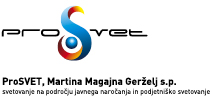 proSvet
ProSVET, Martina Magajna Gerželj s.p.
svetovanje na področju javnega naročanja in podjetniško svetovanje